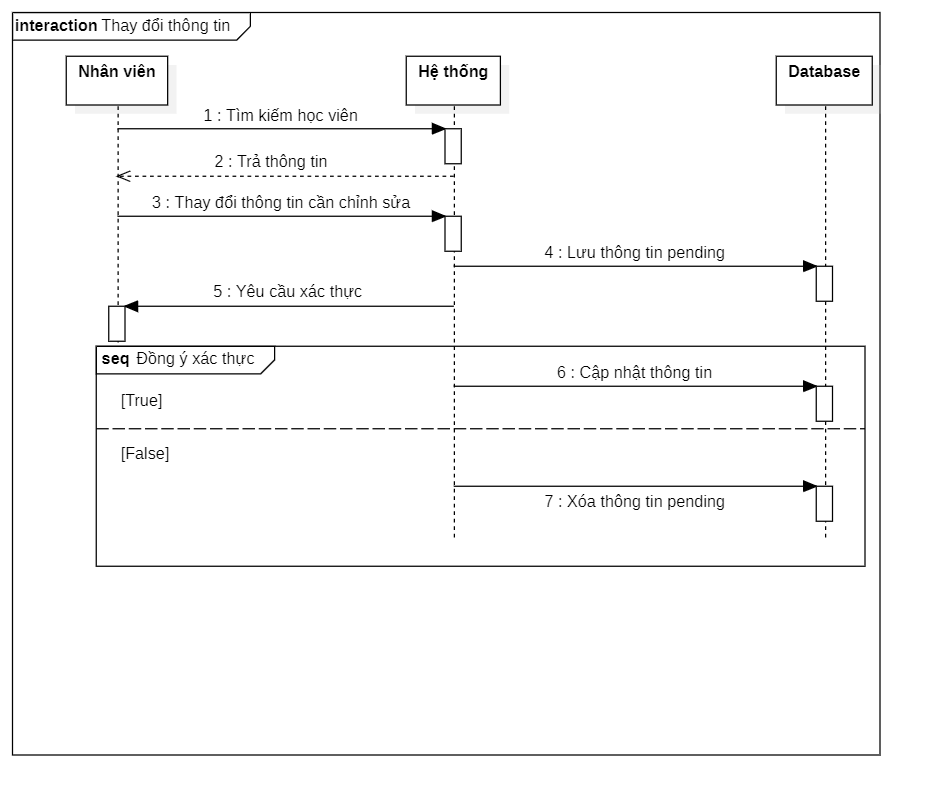 interaction Thay đổi thông tin
Nhân viên
Hệ thống
Database
1 : Tìm kiếm học viên
2 : Trả thông tin
3 : Thay đổi thông tin cần chỉnh sửa
4 : Lưu thông tin pending
5 : Yêu cầu xác thực
seq Đồng ý xác thực
6 : Cập nhật thông tin
[True]
[False]
7 : Xóa thông tin pending